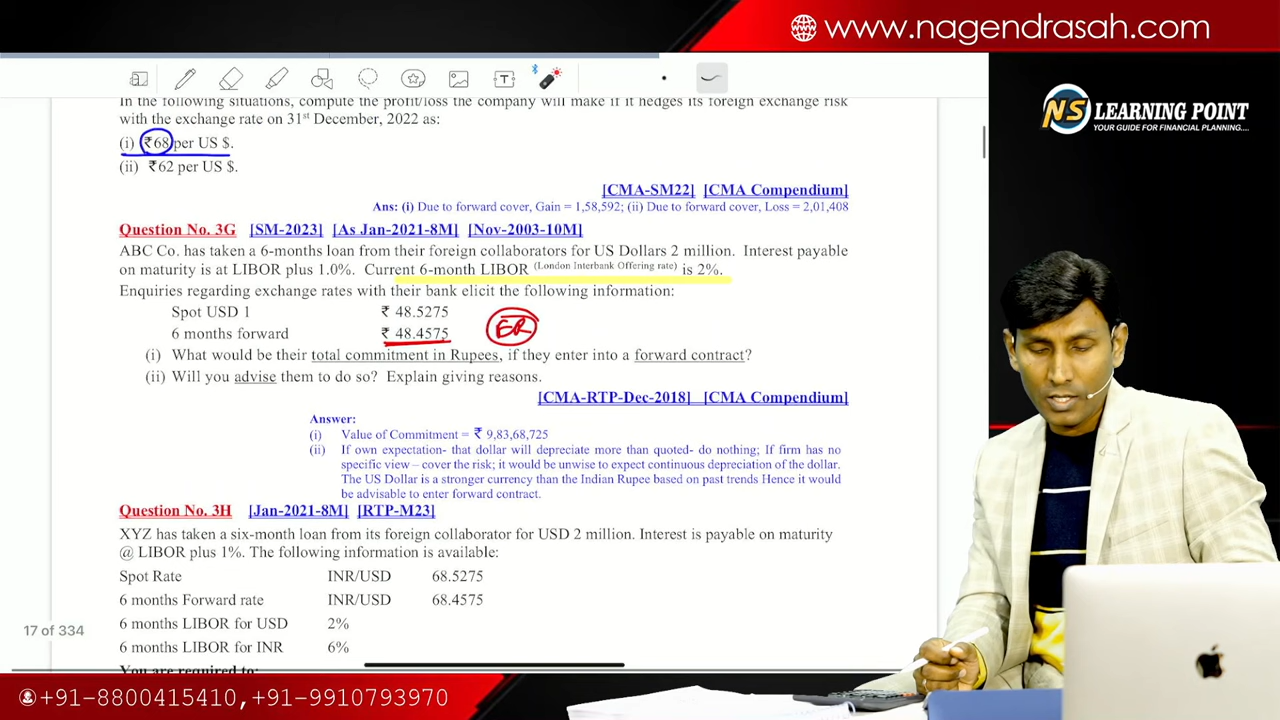 www.nagendrasah.com
T
NS LEARNING POINT
YOUR GUIDE FOR FINANCIAL PLANNING....
In the following situations, compute the profit/loss the company will make if it hedges its foreign exchange risk
with the exchange rate on 31st December, 2022 as:
(i) ₹68 per US $.
(ii) ₹62 per US $.
[CMA-SM22] [CMA Compendium]
Ans: (i) Due to forward cover, Gain = 1,58,592; (ii) Due to forward cover, Loss = 2,01,408
Question No. 3G [SM-2023] [As Jan-2021-8M] [Nov-2003-10M]
ABC Co. has taken a 6-months loan from their foreign collaborators for US Dollars 2 million. Interest payable
on maturity is at LIBOR plus 1.0%. Current 6-month LIBOR (London Interbank Offering rate) is 2%.
Enquiries regarding exchange rates with their bank elicit the following information:
Spot USD 1 ₹ 48.5275
6 months forward ₹ 48.4575 ER
(i) What would be their total commitment in Rupees, if they enter into a forward contract?
(ii) Will you advise them to do so? Explain giving reasons.
[CMA-RTP-Dec-2018] [CMA Compendium]
Answer:
(i) Value of Commitment = ₹ 9,83,68,725
(ii) If own expectation- that dollar will depreciate more than quoted- do nothing; If firm has no
specific view – cover the risk; it would be unwise to expect continuous depreciation of the dollar.
The US Dollar is a stronger currency than the Indian Rupee based on past trends Hence it would
be advisable to enter forward contract.
Question No. 3H [Jan-2021-8M] [RTP-M23]
XYZ has taken a six-month loan from its foreign collaborator for USD 2 million. Interest is payable on maturity
@ LIBOR plus 1%. The following information is available:
Spot Rate INR/USD 68.5275
6 months Forward rate INR/USD 68.4575
6 months LIBOR for USD 2%
6 months LIBOR for INR 6%
You are required to:
17 of 334
+91-8800415410,+91-9910793970